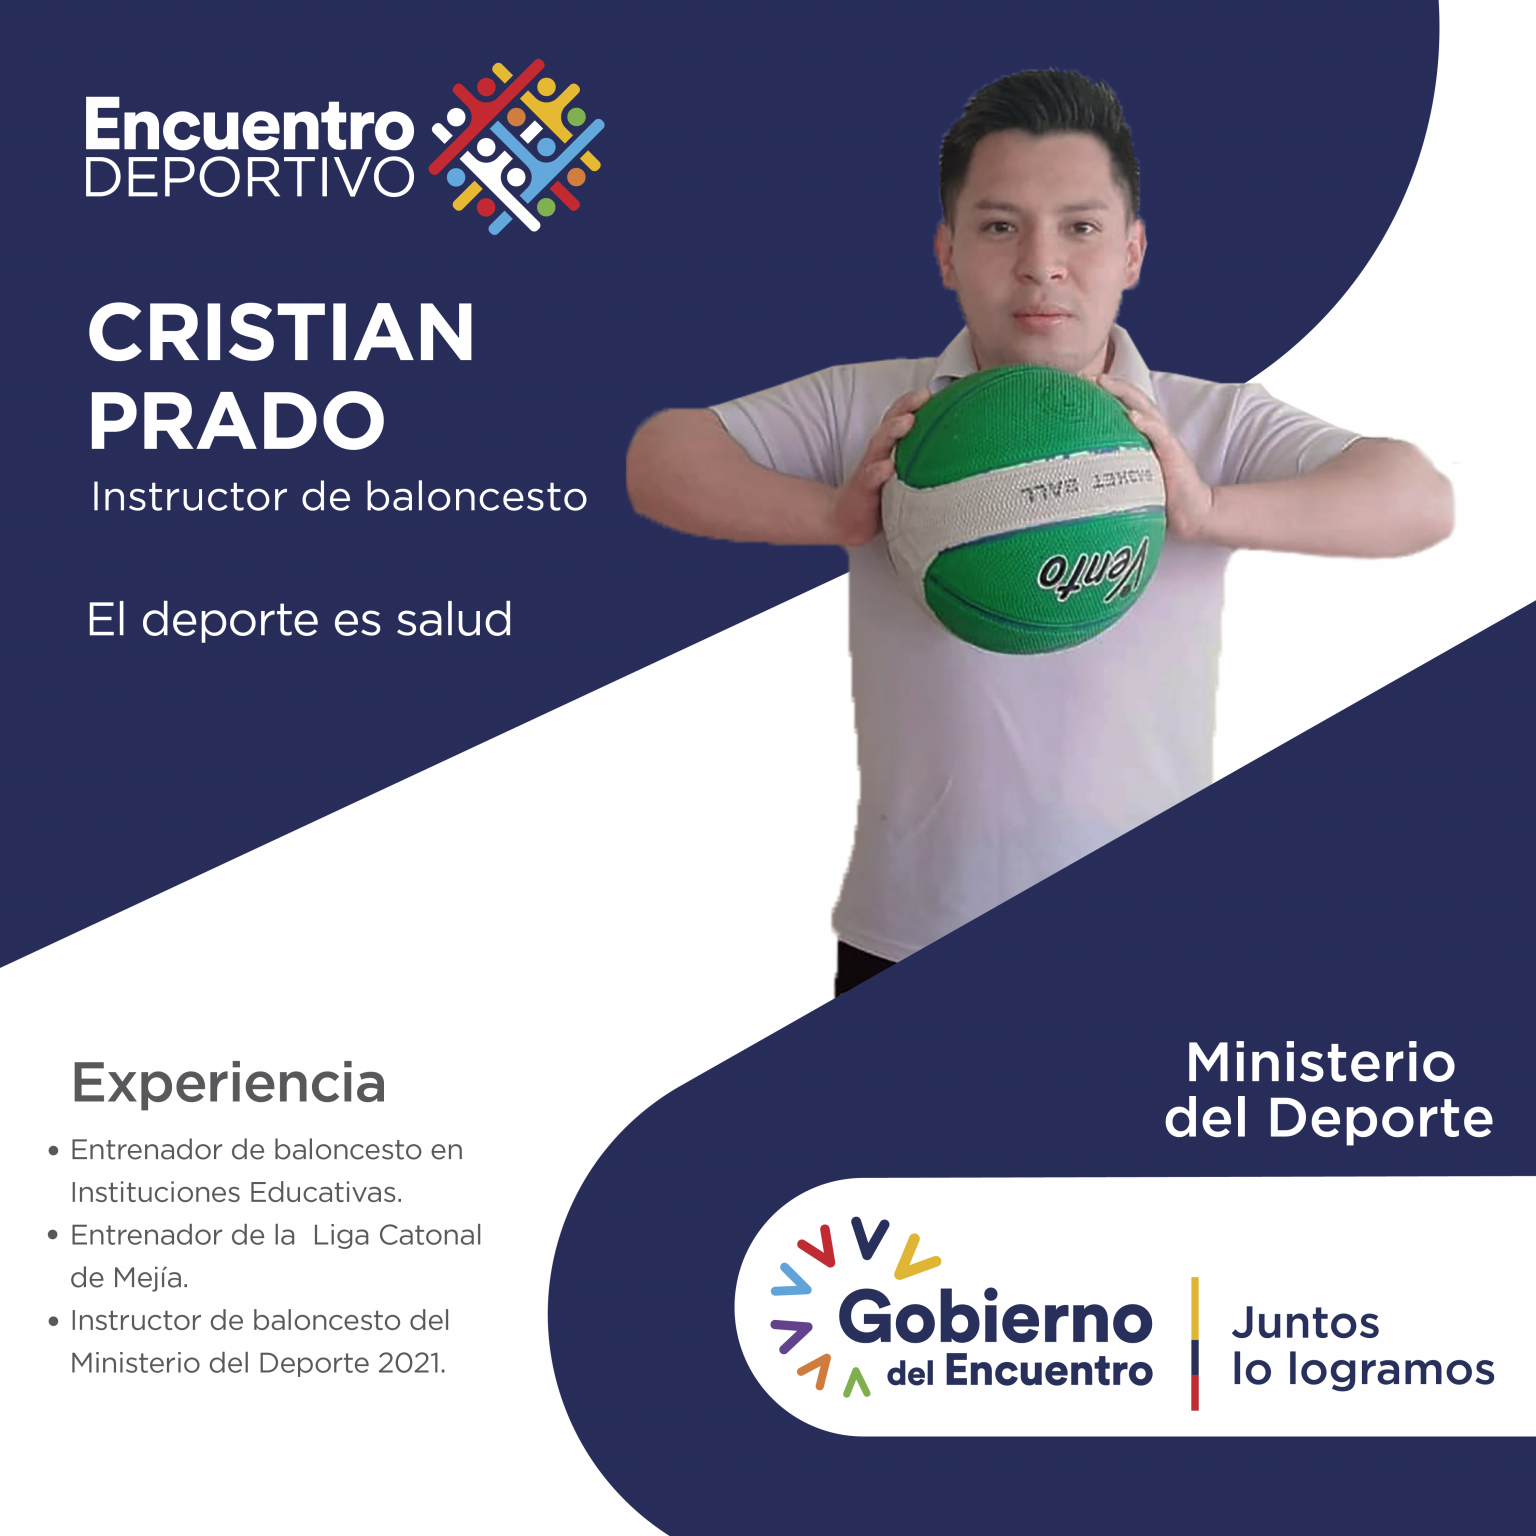 Encuentro
DEPORTIVO
CRISTIAN
PRADO
Instructor de baloncesto
El deporte es salud
BASKET BALL
Vento
Experiencia
• Entrenador de baloncesto en
Instituciones Educativas.
• Entrenador de la Liga Catonal
de Mejía.
• Instructor de baloncesto del
Ministerio del Deporte 2021.
Ministerio
del Deporte
Gobierno
del Encuentro
Juntos
lo logramos